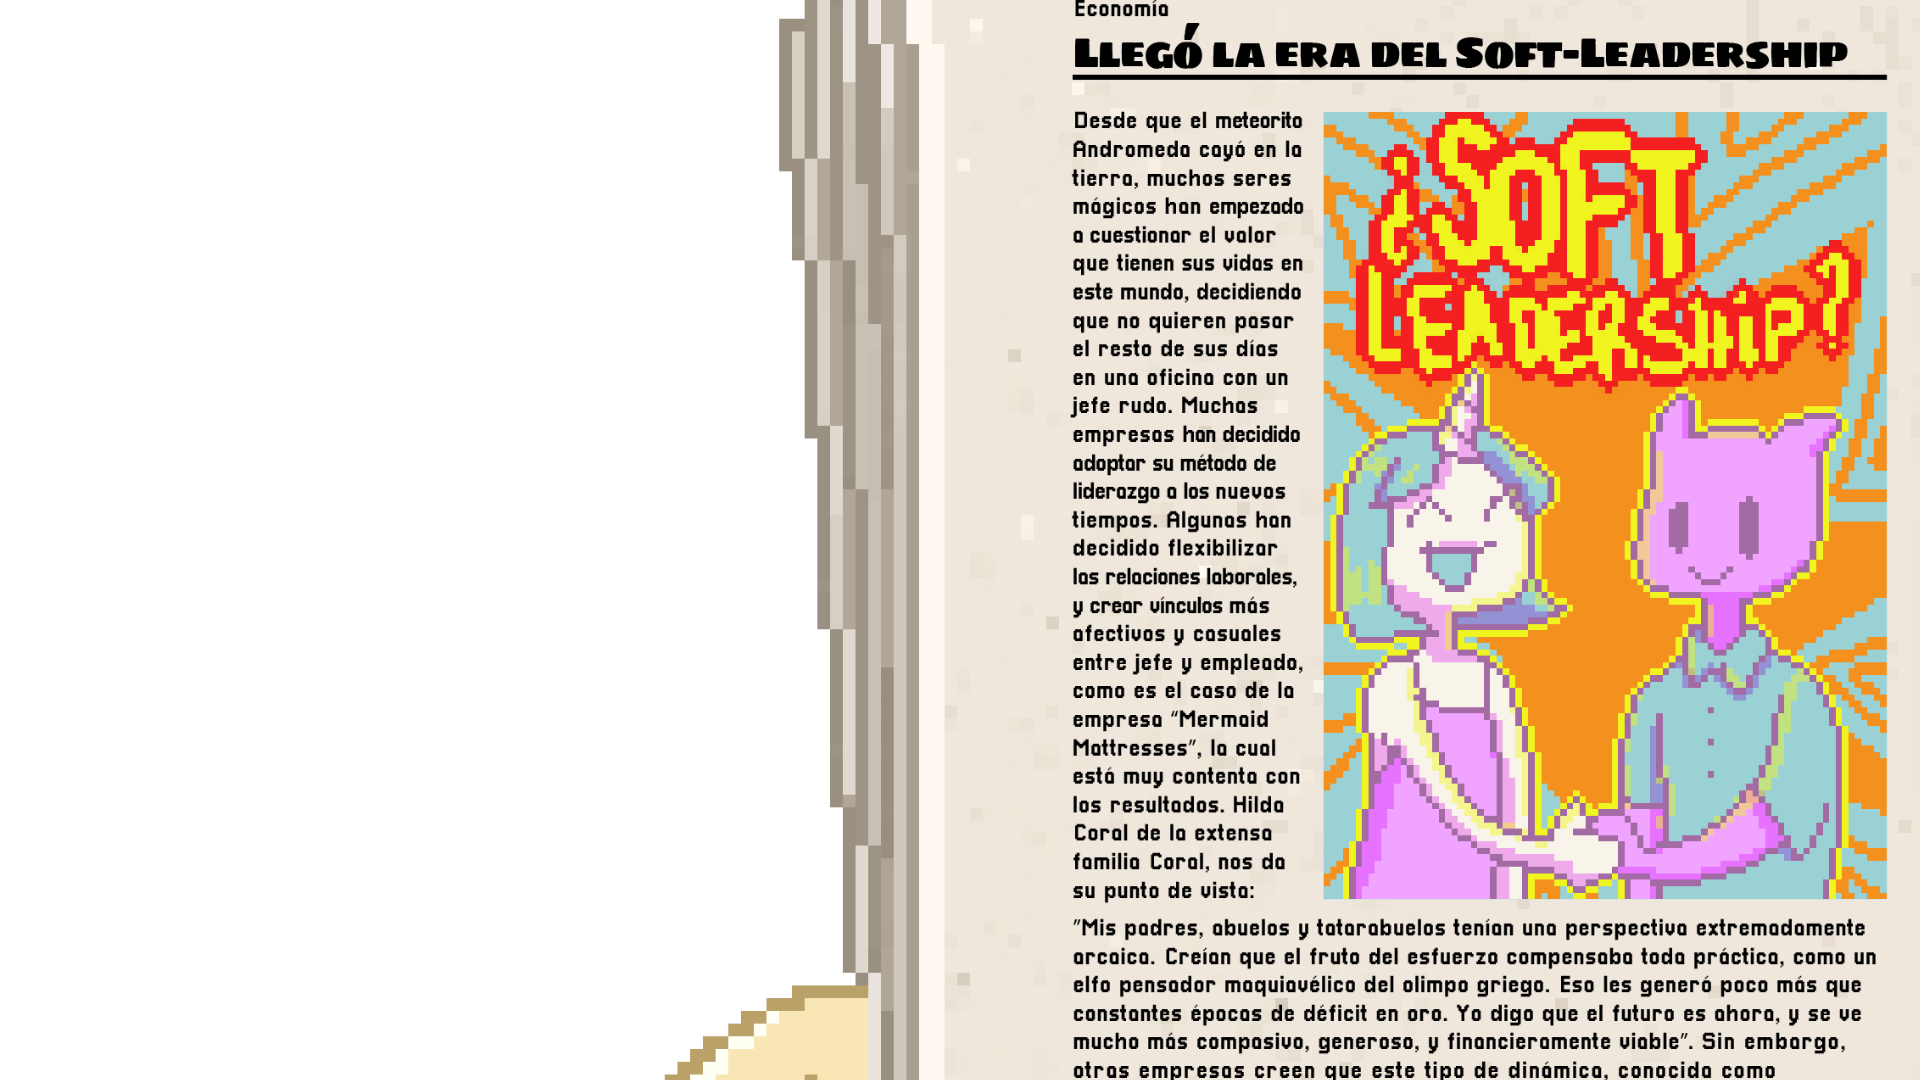 Economía
Llegó la era del Soft-Leadership
Desde que el meteorito
Andromeda cayó en la
tierra, muchos seres
mágicos han empezado
a cuestionar el valor
que tienen sus vidas en
este mundo, decidiendo
que no quieren pasar
el resto de sus días
en una oficina con un
jefe rudo. Muchas
empresas han decidido
adoptar su método de
liderazgo a los nuevos
tiempos. Algunas han
decidido flexibilizar
las relaciones laborales,
y crear vínculos más
afectivos y casuales
entre jefe y empleado,
como es el caso de la
empresa "Mermaid
Mattresses", la cual
está muy contenta con
los resultados. Hilda
Coral de la extensa
familia Coral, nos da
su punto de vista:
¡SOFT
LEADERSHIP!
"Mis padres, abuelos y tatarabuelos tenían una perspectiva extremadamente
arcaica. Creían que el fruto del esfuerzo compensaba toda práctica, como un
elfo pensador maquiavélico del olimpo griego. Eso les generó poco más que
constantes épocas de déficit en oro. Yo digo que el futuro es ahora, y se ve
mucho más compasivo, generoso, y financieramente viable". Sin embargo,
otras empresas creen que este tipo de dinámica, conocida como